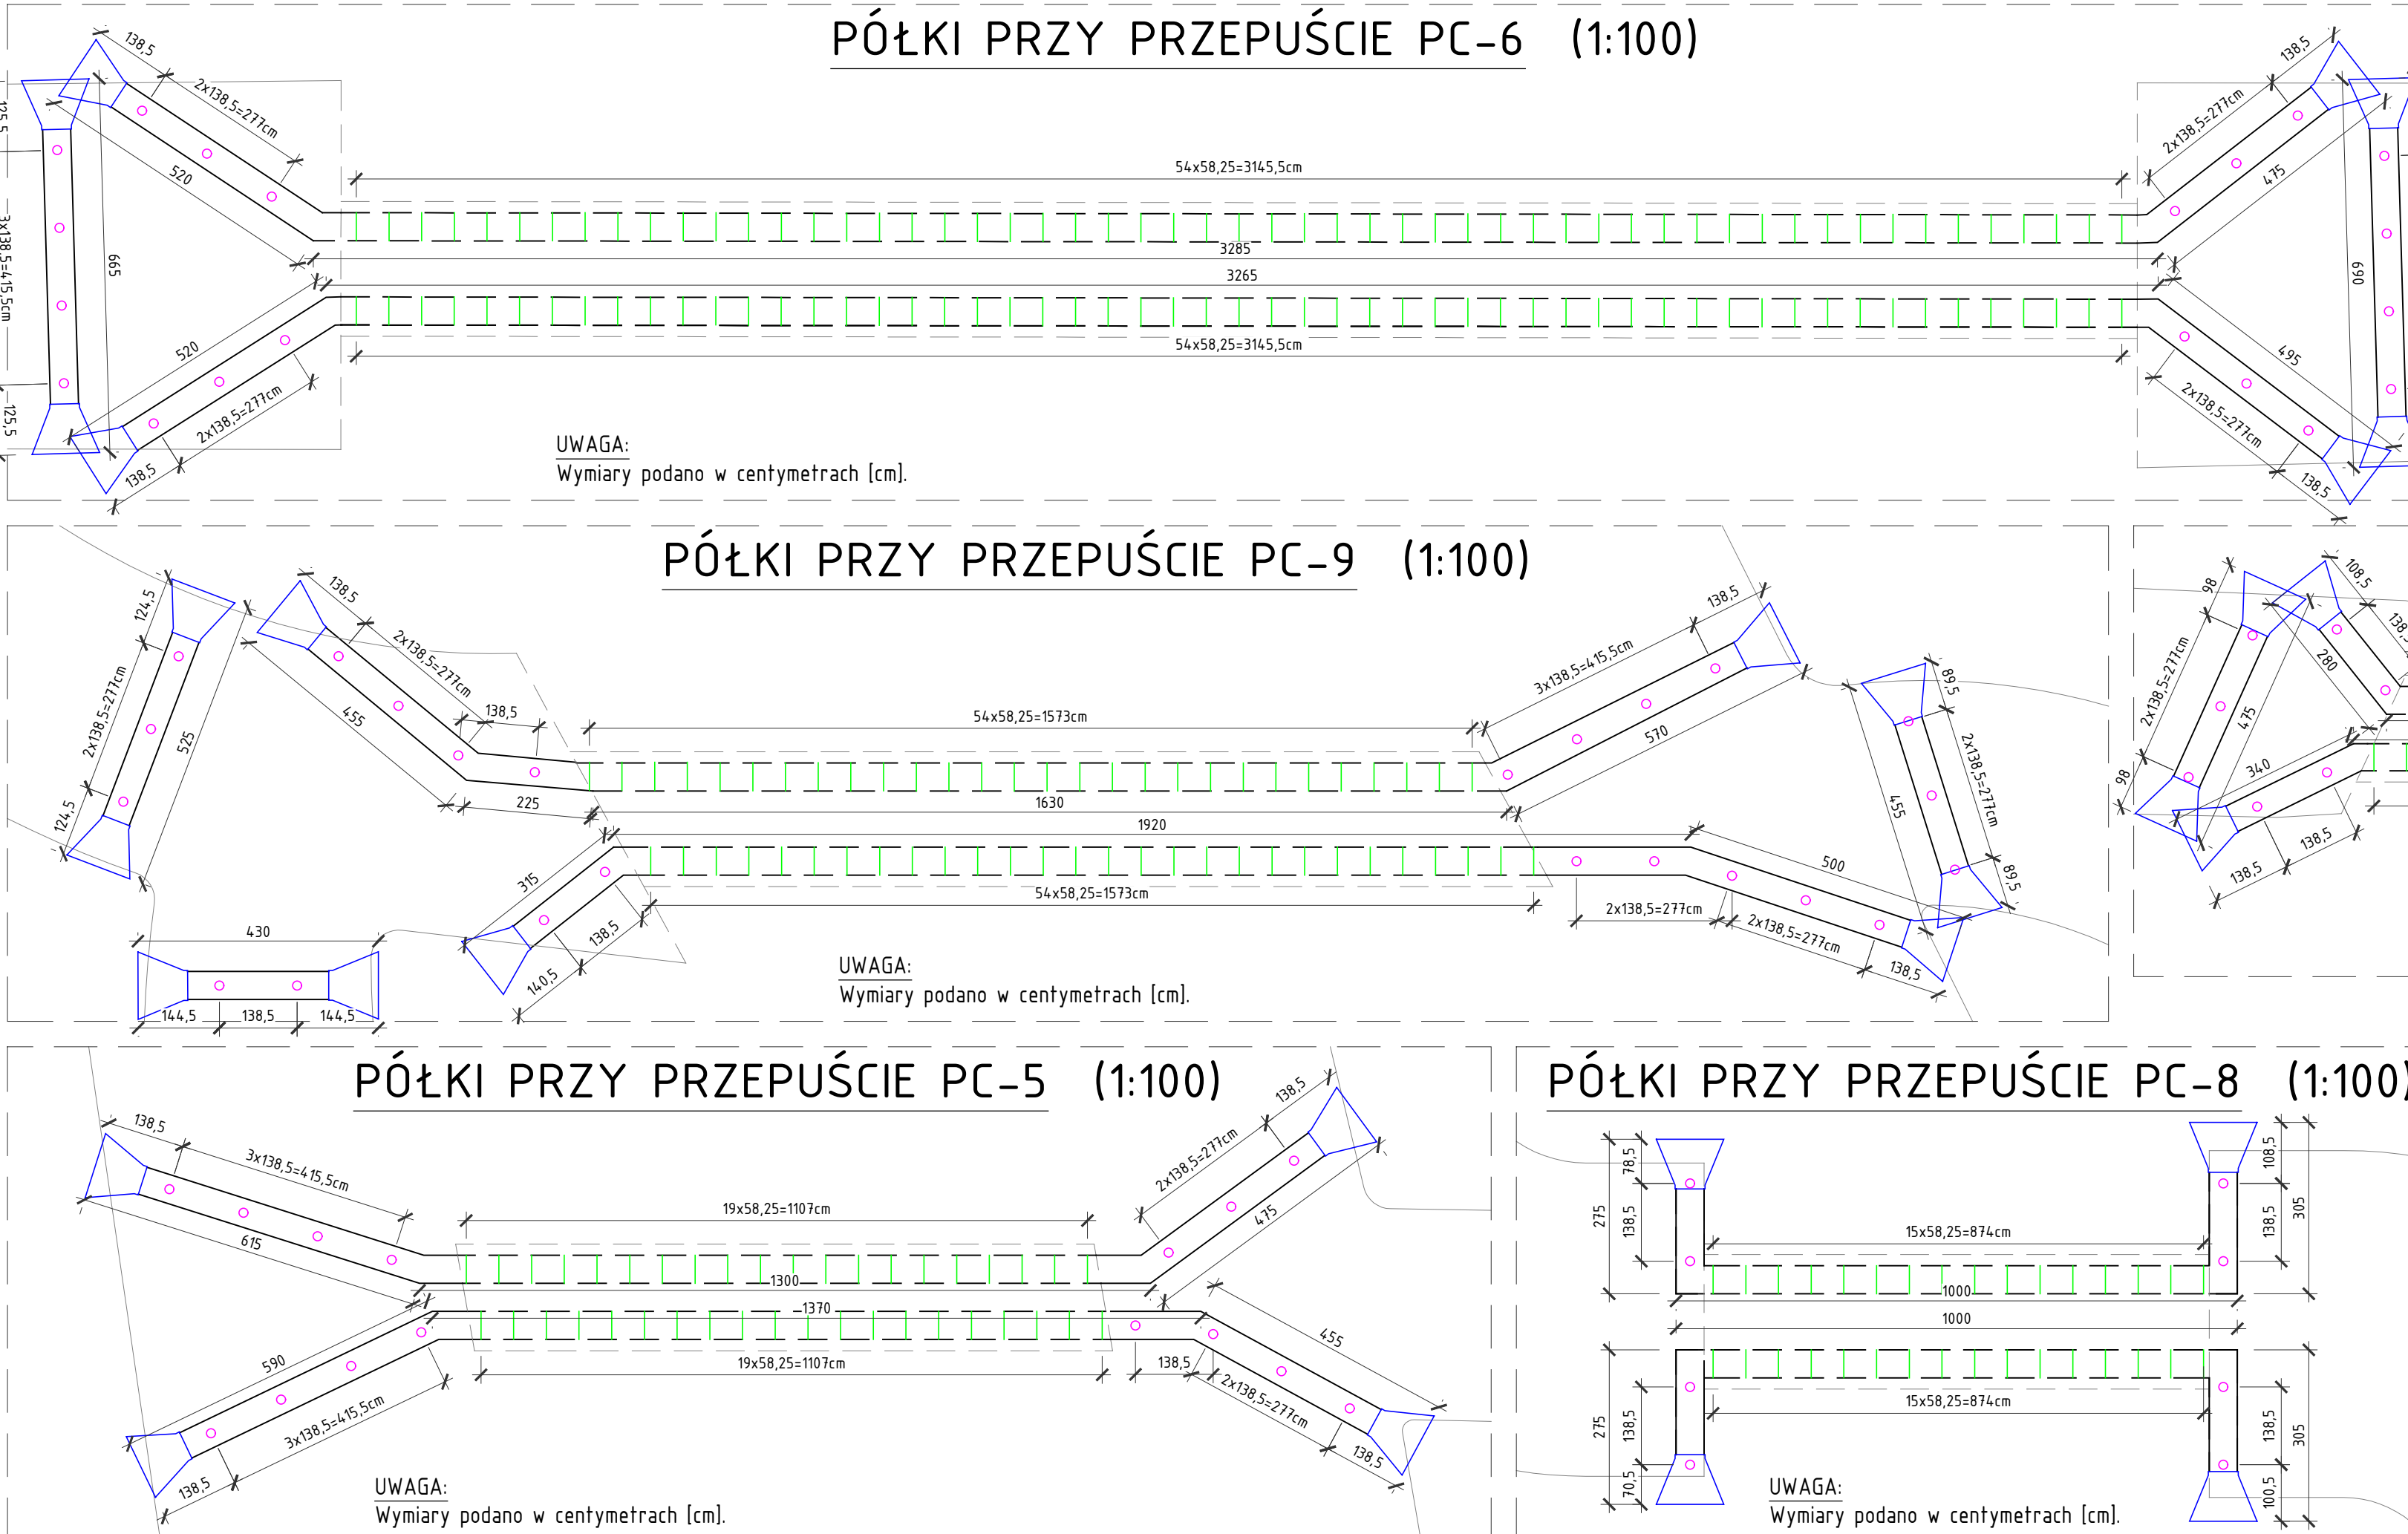 PÓŁKI PRZY PRZEPUŚCIE PC-6 (1:100)
138,5
2x138,5=277cm
520
125,5
3x138,5=415,5cm
665
125,5
520
2x138,5=277cm
138,5
54x58,25=3145,5cm
3285
3265
54x58,25=3145,5cm
138,5
2x138,5=277cm
475
690
495
2x138,5=277cm
138,5
UWAGA:
Wymiary podano w centymetrach [cm].
PÓŁKI PRZY PRZEPUŚCIE PC-9 (1:100)
124,5
2x138,5=277cm
124,5
525
138,5
2x138,5=277cm
455
138,5
225
54x58,25=1573cm
1630
1920
54x58,25=1573cm
315
138,5
140,5
3x138,5=415,5cm
138,5
570
89,5
2x138,5=277cm
455
89,5
500
2x138,5=277cm
2x138,5=277cm
138,5
430
144,5
138,5
144,5
UWAGA:
Wymiary podano w centymetrach [cm].
98
2x138,5=277cm
98
475
108,5
280
340
138,5
138,5
PÓŁKI PRZY PRZEPUŚCIE PC-5 (1:100)
138,5
3x138,5=415,5cm
615
19x58,25=1107cm
1300
1370
19x58,25=1107cm
138,5
2x138,5=277cm
475
590
3x138,5=415,5cm
138,5
138,5
455
2x138,5=277cm
138,5
UWAGA:
Wymiary podano w centymetrach [cm].
PÓŁKI PRZY PRZEPUŚCIE PC-8 (1:100)
78,5
138,5
275
15x58,25=874cm
1000
108,5
138,5
305
1000
275
138,5
70,5
15x58,25=874cm
138,5
100,5
305
UWAGA:
Wymiary podano w centymetrach [cm].